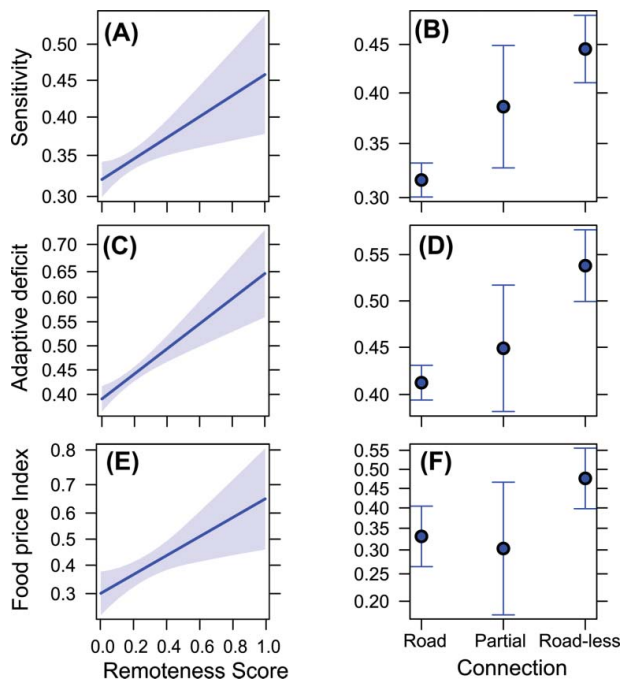 (A)
Sensitivity
0.50
0.45
0.40
0.35
0.30
(B)
0.45
0.40
0.35
0.30
(C)
Adaptive deficit
0.70
0.65
0.60
0.55
0.50
0.45
0.40
(D)
0.55
0.50
0.45
0.40
(E)
Food price Index
0.8
0.7
0.6
0.5
0.4
0.3
0.0 0.2 0.4 0.6 0.8 1.0
Remoteness Score
(F)
0.55
0.50
0.45
0.40
0.35
0.30
0.25
0.20
Road Partial Road-less
Connection